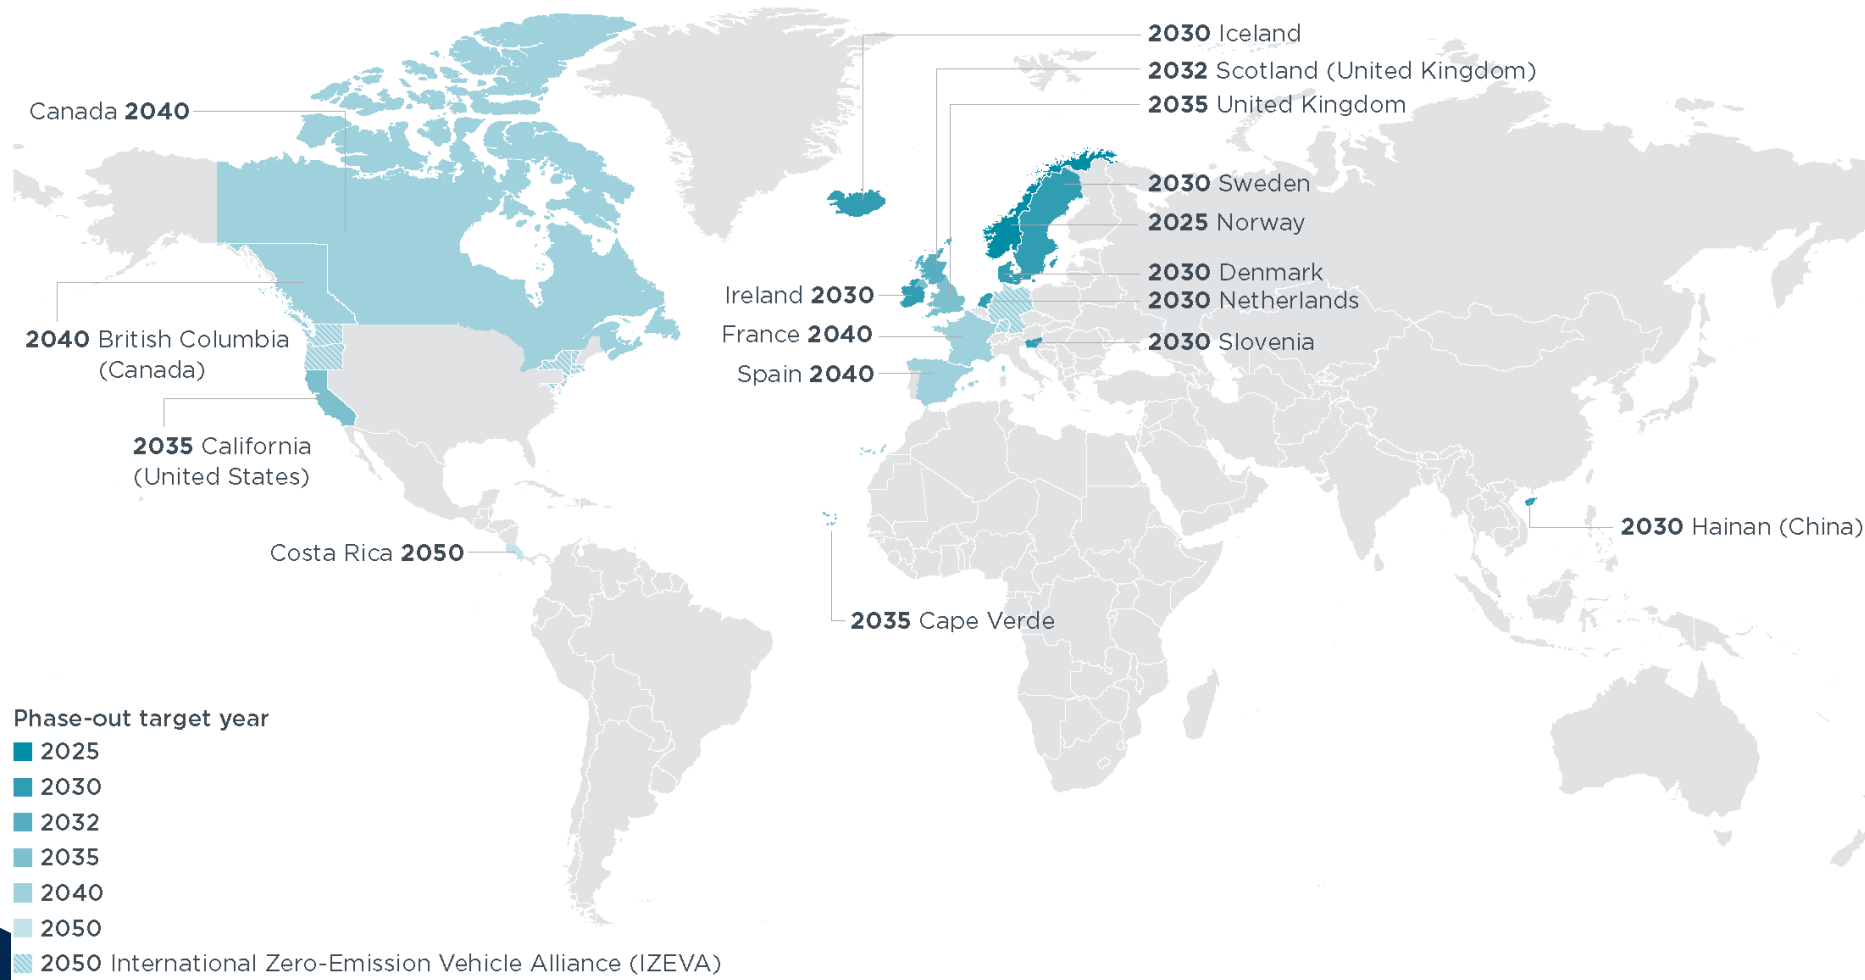 2030 Iceland
2032 Scotland (United Kingdom)
2035 United Kingdom
Canada 2040
2030 Sweden
2025 Norway
2030 Denmark
Ireland 2030
2030 Netherlands
France 2040
2030 Slovenia
Spain 2040
2040 British Columbia
(Canada)
2035 California
(United States)
2030 Hainan (China)
Costa Rica 2050
2035 Cape Verde
Phase-out target year
2025
2030
2032
2035
2040
2050
2050 International Zero-Emission Vehicle Alliance (IZEVA)